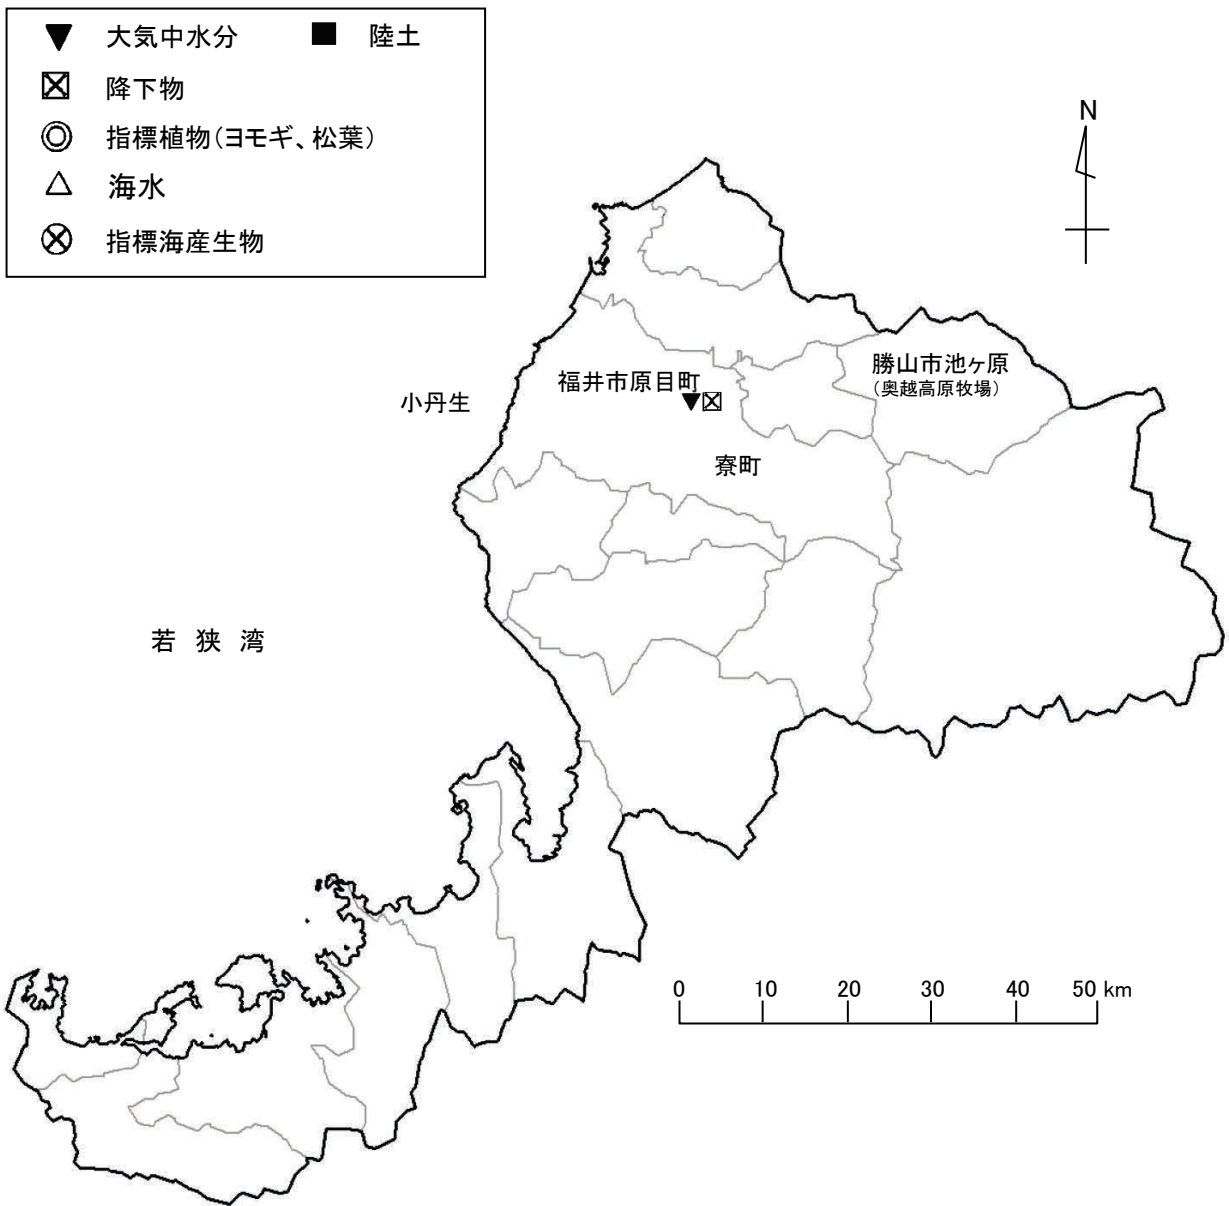 大気中水分 陸土
降下物
指標植物(ヨモギ、松葉)
海水
指標海産生物
N
勝山市池ヶ原
(奥越高原牧場)
福井市原目町
小丹生
寮町
若狭湾
0 10 20 30 40 50 km